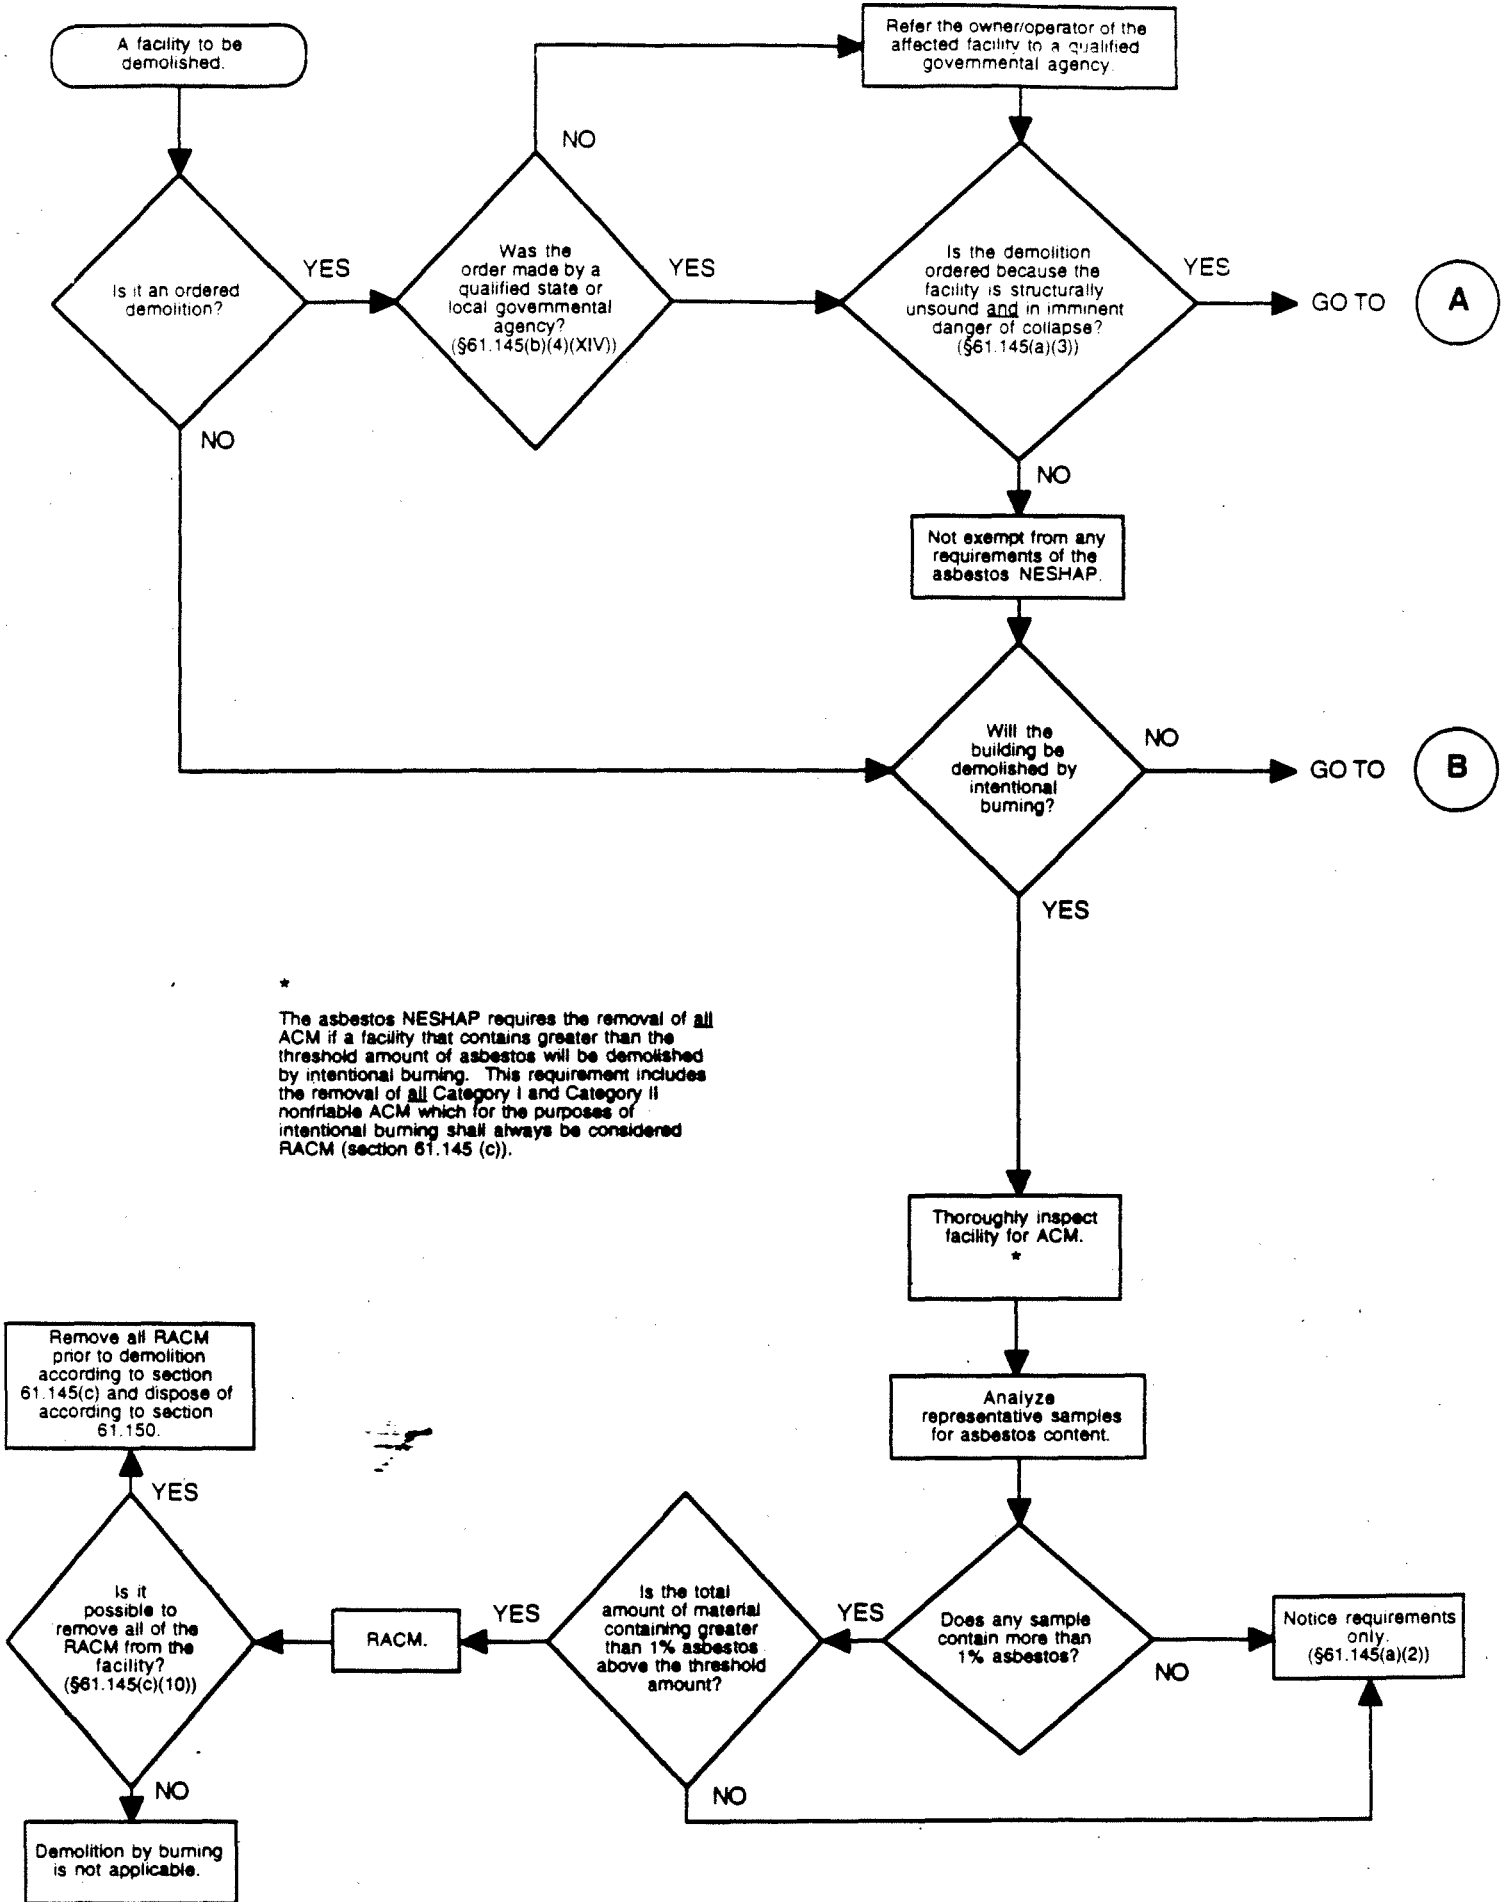 A facility to be
demolished.
Refer the owner/operator of the
affected facility to a qualified
governmental agency.
NO
Is it an ordered
demolition?
YES
Was the
order made by a
qualified state or
local governmental
agency?
(§61.145(b)(4)(XIV))
YES
Is the demolition
ordered because the
facility is structurally
unsound and in imminent
danger of collapse?
(§61.145(a)(3))
YES
GO TO
A
NO
NO
Not exempt from any
requirements of the
asbestos NESHAP.
Will the
building be
demolished by
intentional
burning?
NO
GO TO
B
YES
*
The asbestos NESHAP requires the removal of all
ACM if a facility that contains greater than the
threshold amount of asbestos will be demolished
by intentional burning. This requirement includes
the removal of all Category I and Category II
nonfriable ACM which for the purposes of
intentional burning shall always be considered
RACM (section 61.145 (c)).
Thoroughly inspect
facility for ACM.
*
Remove all RACM
prior to demolition
according to section
61.145(c) and dispose of
according to section
61.150.
Analyze
representative samples
for asbestos content.
YES
Is it
possible to
remove all of the
RACM from the
facility?
(§61.145(c)(10))
RACM.
YES
Is the total
amount of material
containing greater
than 1% asbestos
above the threshold
amount?
YES
Does any sample
contain more than
1% asbestos?
NO
Notice requirements
only.
(§61.145(a)(2))
NO
NO
Demolition by burning
is not applicable.